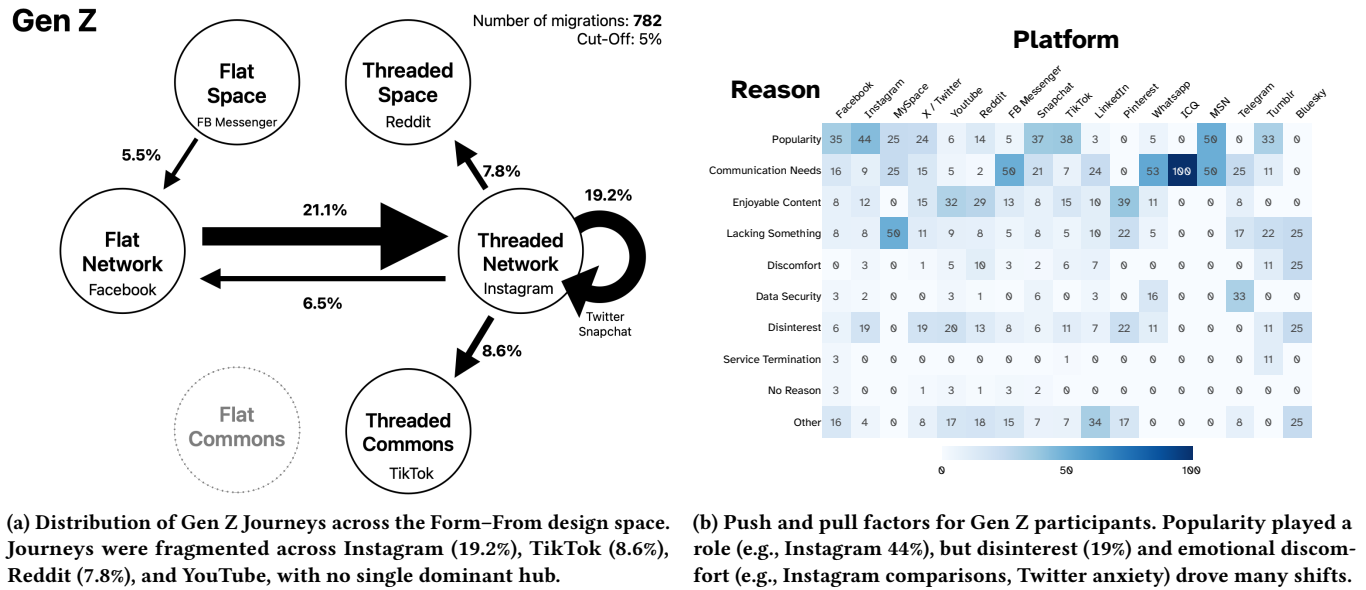 Gen Z
Number of migrations: 782
Cut-Off: 5%
Flat
Space
FB Messenger
Threaded
Space
Reddit
5.5%
7.8%
19.2%
21.1%
Flat
Network
Facebook
Threaded
Network
Instagram
6.5%
Twitter
Snapchat
8.6%
Flat
Commons
Threaded
Commons
TikTok
(a) Distribution of Gen Z Journeys across the Form–From design space.
Journeys were fragmented across Instagram (19.2%), TikTok (8.6%),
Reddit (7.8%), and YouTube, with no single dominant hub.
Platform
Reason
Facebook Instagram MySpace X / Twitter Youtube Reddit FB Messenger Snapchat TikTok LinkedIn Pinterest Whatsapp ICQ MSN Telegram Tumblr Bluesky
Popularity 35 44 25 24 6 14 5 37 38 3 0 5 0 50 0 33 0
Communication Needs 16 9 25 15 5 2 50 21 7 24 0 53 100 50 25 11 0
Enjoyable Content 8 12 0 15 32 29 13 8 15 10 39 11 0 0 8 0 0
Lacking Something 8 8 50 11 9 8 5 8 5 10 22 5 0 0 17 22 25
Discomfort 0 3 0 1 5 10 3 2 6 7 0 0 0 0 0 11 25
Data Security 3 2 0 0 3 1 0 6 0 3 0 16 0 0 33 0 0
Disinterest 6 19 0 19 20 13 8 6 11 7 22 11 0 0 0 11 25
Service Termination 3 0 0 0 0 0 0 0 1 0 0 0 0 0 0 11 0
No Reason 3 0 0 1 3 1 3 2 0 0 0 0 0 0 0 0 0
Other 16 4 0 8 17 18 15 7 7 34 17 0 0 0 8 0 25
0 50 100
(b) Push and pull factors for Gen Z participants. Popularity played a
role (e.g., Instagram 44%), but disinterest (19%) and emotional discom-
fort (e.g., Instagram comparisons, Twitter anxiety) drove many shifts.